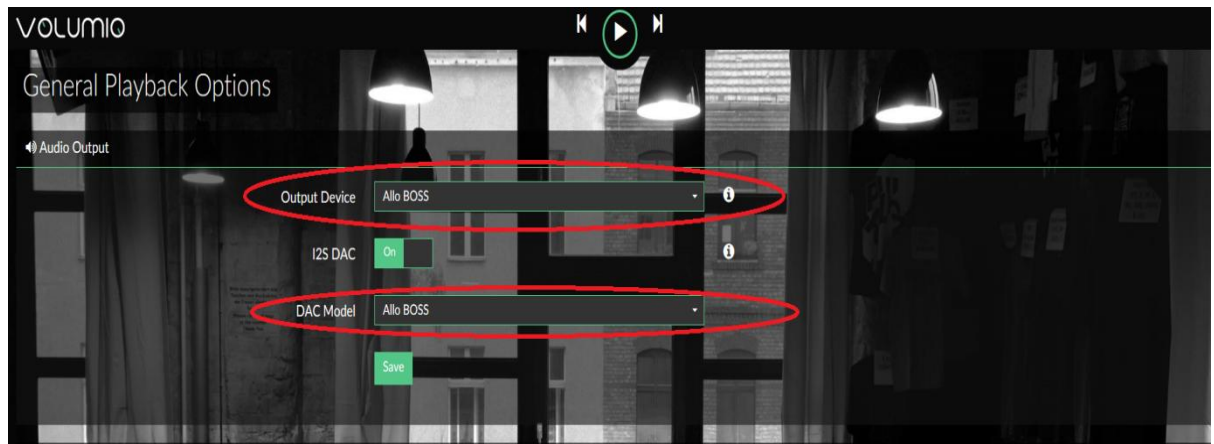 VOLUMIO
General Playback Options
Audio Output
Output Device Allo BOSS
I2S DAC On
DAC Model Allo BOSS
Save